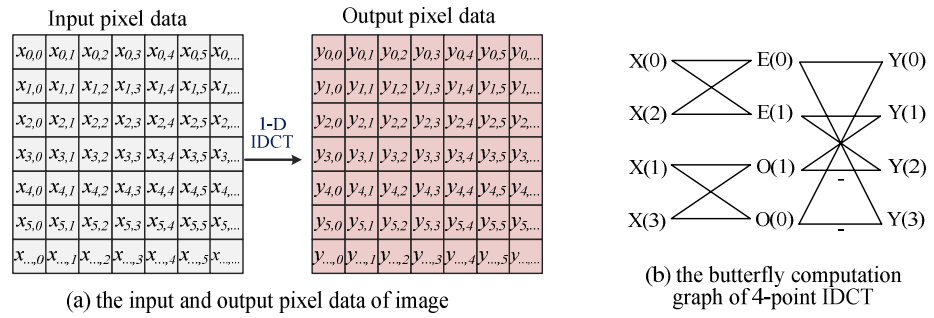 Input pixel data
Output pixel data
x0,0 x0,1 x0,2 x0,3 x0,4 x0,5 x0,...
x1,0 x1,1 x1,2 x1,3 x1,4 x1,5 x1,...
x2,0 x2,1 x2,2 x2,3 x2,4 x2,5 x2,...
x3,0 x3,1 x3,2 x3,3 x3,4 x3,5 x3,...
x4,0 x4,1 x4,2 x4,3 x4,4 x4,5 x4,...
x5,0 x5,1 x5,2 x5,3 x5,4 x5,5 x5,...
x...,0 x...,1 x...,2 x...,3 x...,4 x...,5 x...,...
1-D
IDCT
y0,0 y0,1 y0,2 y0,3 y0,4 y0,5 y0,...
y1,0 y1,1 y1,2 y1,3 y1,4 y1,5 y1,...
y2,0 y2,1 y2,2 y2,3 y2,4 y2,5 y2,...
y3,0 y3,1 y3,2 y3,3 y3,4 y3,5 y3,...
y4,0 y4,1 y4,2 y4,3 y4,4 y4,5 y4,...
y5,0 y5,1 y5,2 y5,3 y5,4 y5,5 y5,...
y...,0 y...,1 y...,2 y...,3 y...,4 y...,5 y...,...
(a) the input and output pixel data of image
X(0) E(0) Y(0)
X(2) E(1) Y(1)
X(1) O(1) - Y(2)
X(3) O(0) - Y(3)
(b) the butterfly computation
graph of 4-point IDCT